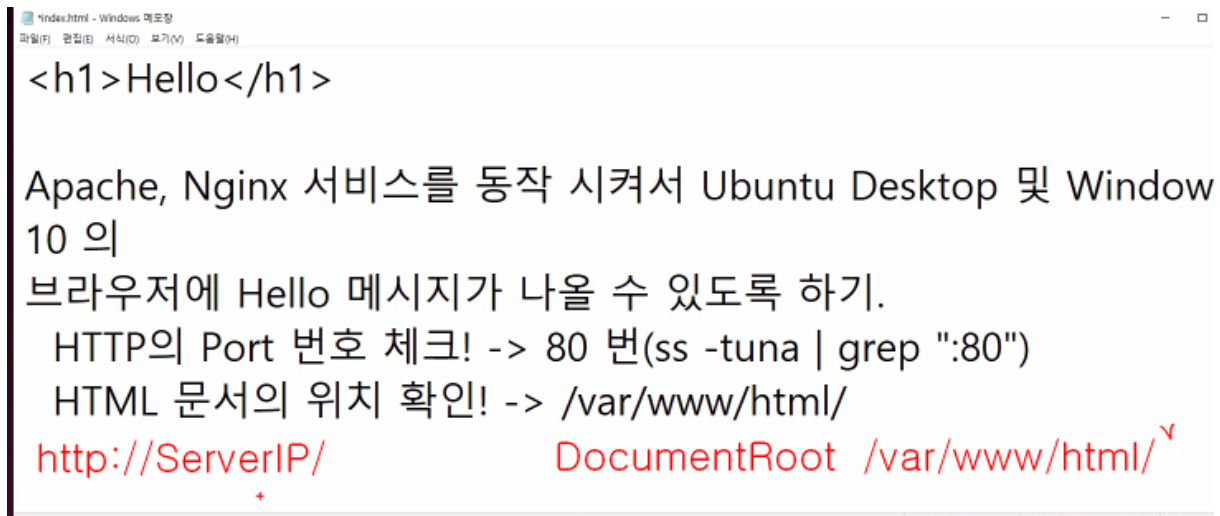 *index.html - Windows 메모장
파일(F) 편집(E) 서식(O) 보기(V) 도움말(H)
<h1>Hello</h1>
Apache, Nginx 서비스를 동작 시켜서 Ubuntu Desktop 및 Window
10 의
브라우저에 Hello 메시지가 나올 수 있도록 하기.
HTTP의 Port 번호 체크! -> 80 번(ss -tuna | grep ":80")
HTML 문서의 위치 확인! -> /var/www/html/
http://ServerIP/ DocumentRoot /var/www/html/